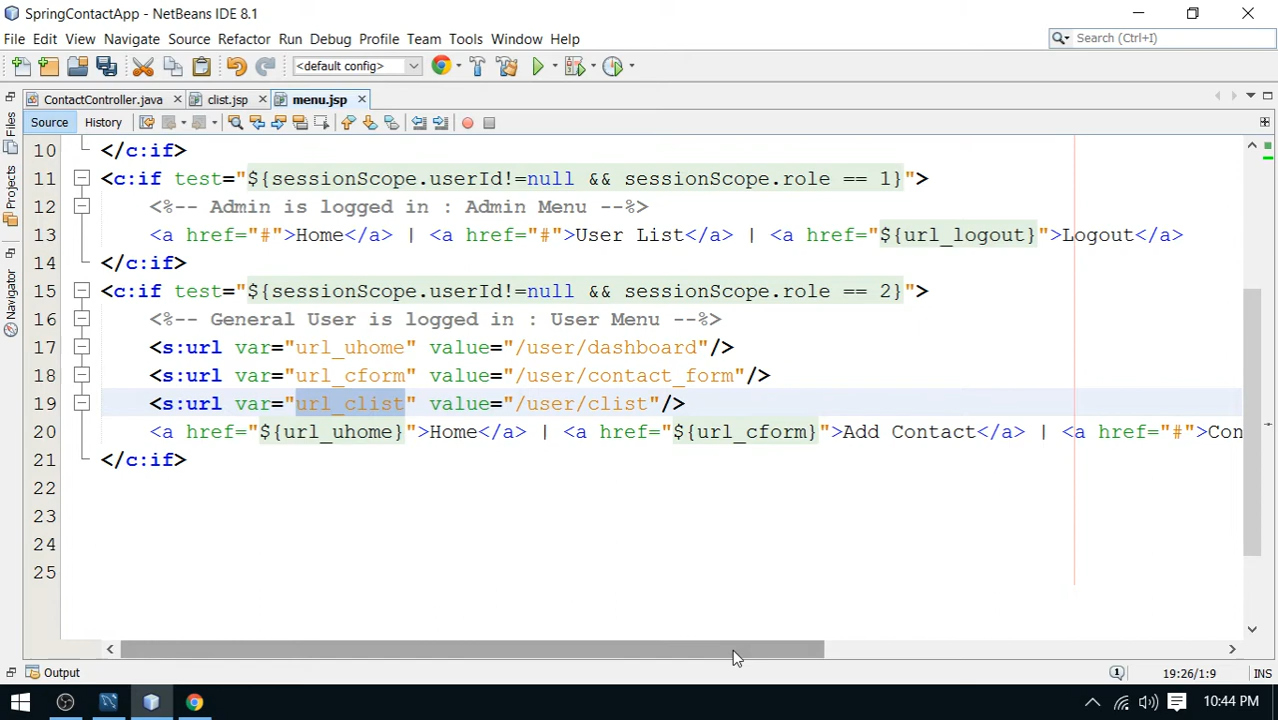 SpringContactApp - NetBeans IDE 8.1
File Edit View Navigate Source Refactor Run Debug Profile Team Tools Window Help
Search (Ctrl+I)
<default config>
ContactController.java clist.jsp menu.jsp
Source History
Files
Projects
Navigator
10 </c:if>
11 <c:if test="${sessionScope.userId!=null && sessionScope.role == 1}">
12 <%-- Admin is logged in : Admin Menu --%>
13 <a href="#">Home</a> | <a href="#">User List</a> | <a href="${url_logout}">Logout</a>
14 </c:if>
15 <c:if test="${sessionScope.userId!=null && sessionScope.role == 2}">
16 <%-- General User is logged in : User Menu --%>
17 <s:url var="url_uhome" value="/user/dashboard"/>
18 <s:url var="url_cform" value="/user/contact_form"/>
19 <s:url var="url_clist" value="/user/clist"/>
20 <a href="${url_uhome}">Home</a> | <a href="${url_cform}">Add Contact</a> | <a href="#">Con
21 </c:if>
22
23
24
25
Output
19:26/1:9 INS
10:44 PM